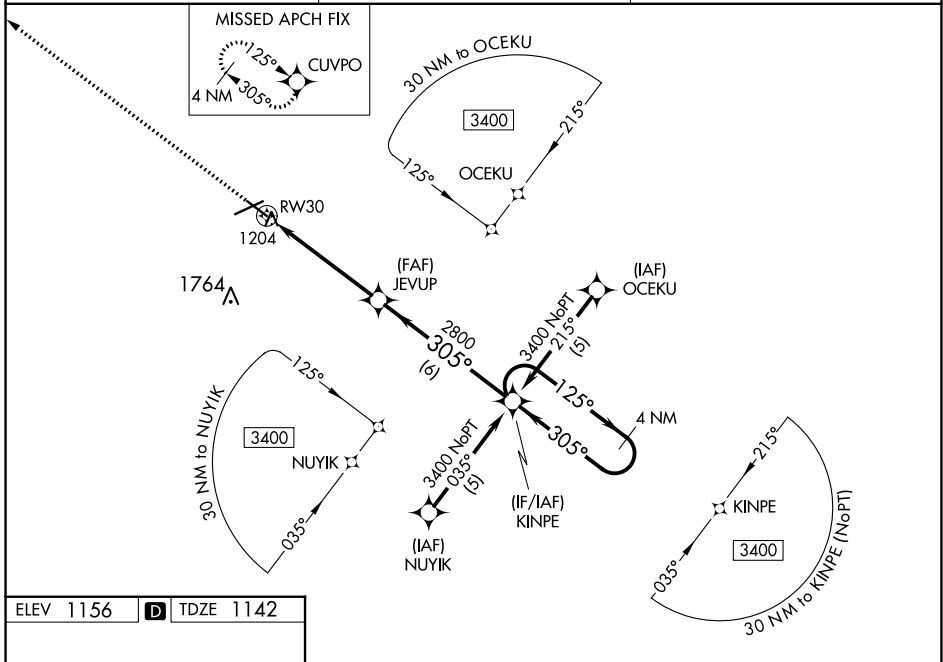 MISSED APCH FIX
125°
CUVPO
4 NM
305°
30 NM to OCEKU
3400
215°
125°
OCEKU
RW30
1204
1764
(FAF)
JEVUP
(IAF)
OCEKU
3400 NoPT
215°
(5)
2800
305°
(6)
125°
4 NM
305°
30 NM to NUYIK
125°
3400
NUYIK
035°
3400 NoPT
035°
(5)
(IF/IAF)
KINPE
(IAF)
NUYIK
215°
KINPE
3400
035°
30 NM to KINPE (NoPT)
ELEV 1156 D TDZE 1142